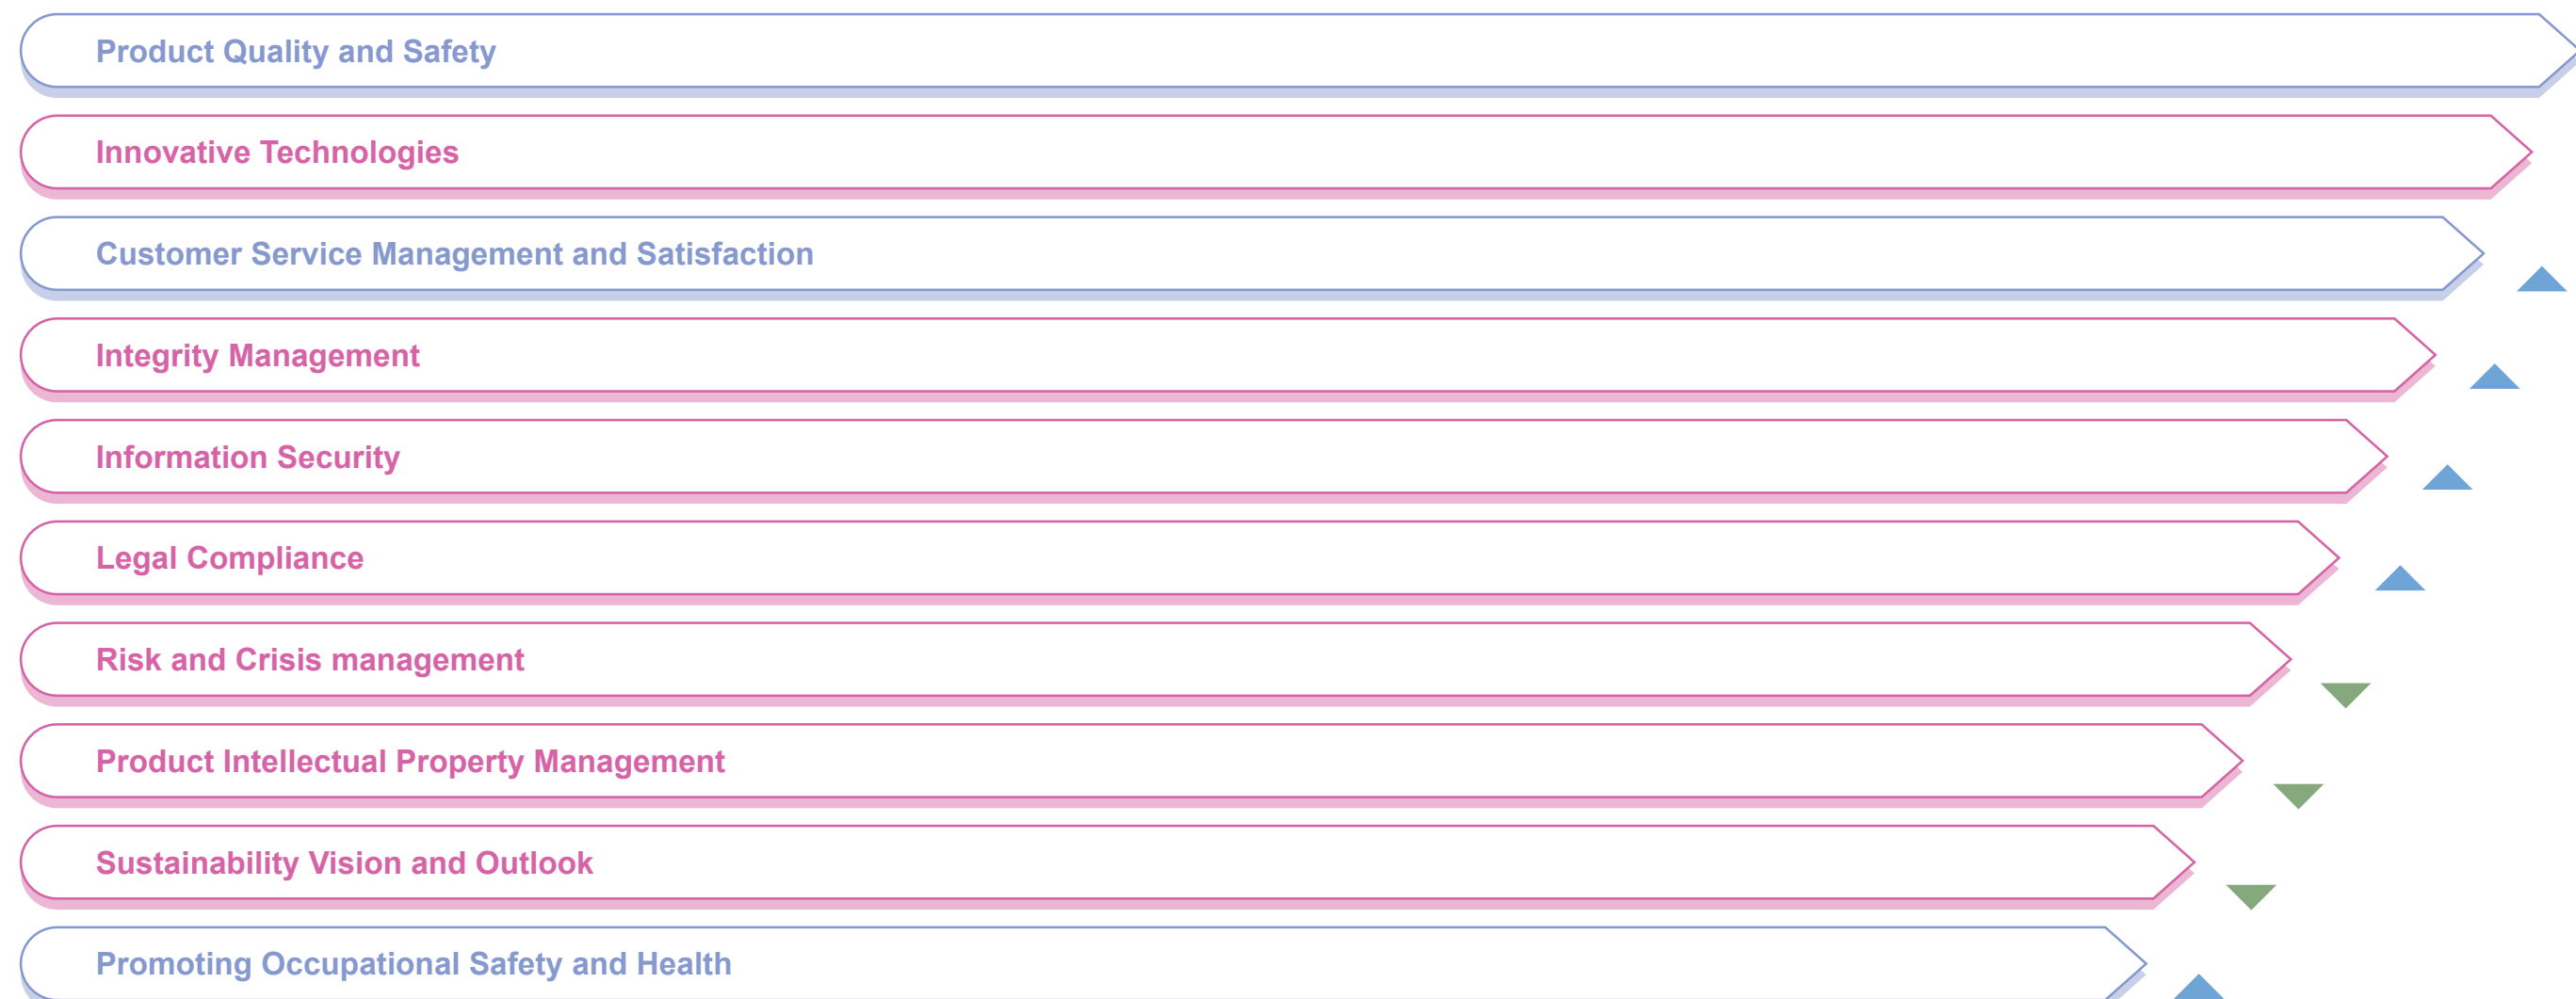 Product Quality and Safety
Innovative Technologies
Customer Service Management and Satisfaction
Integrity Management
Information Security
Legal Compliance
Risk and Crisis management
Product Intellectual Property Management
Sustainability Vision and Outlook
Promoting Occupational Safety and Health